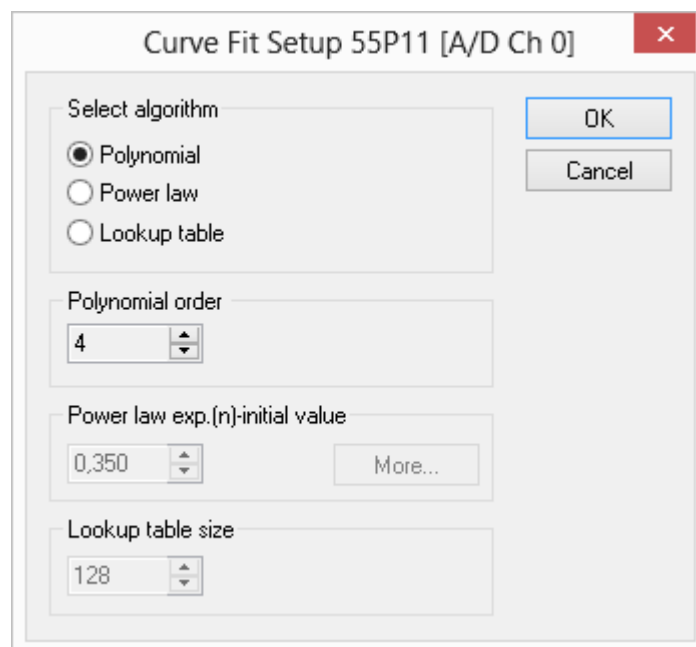 Curve Fit Setup 55P11 [A/D Ch 0]
Select algorithm
Polynomial
Power law
Lookup table
OK
Cancel
Polynomial order
4
Power law exp.(n)-initial value
0,350
More...
Lookup table size
128